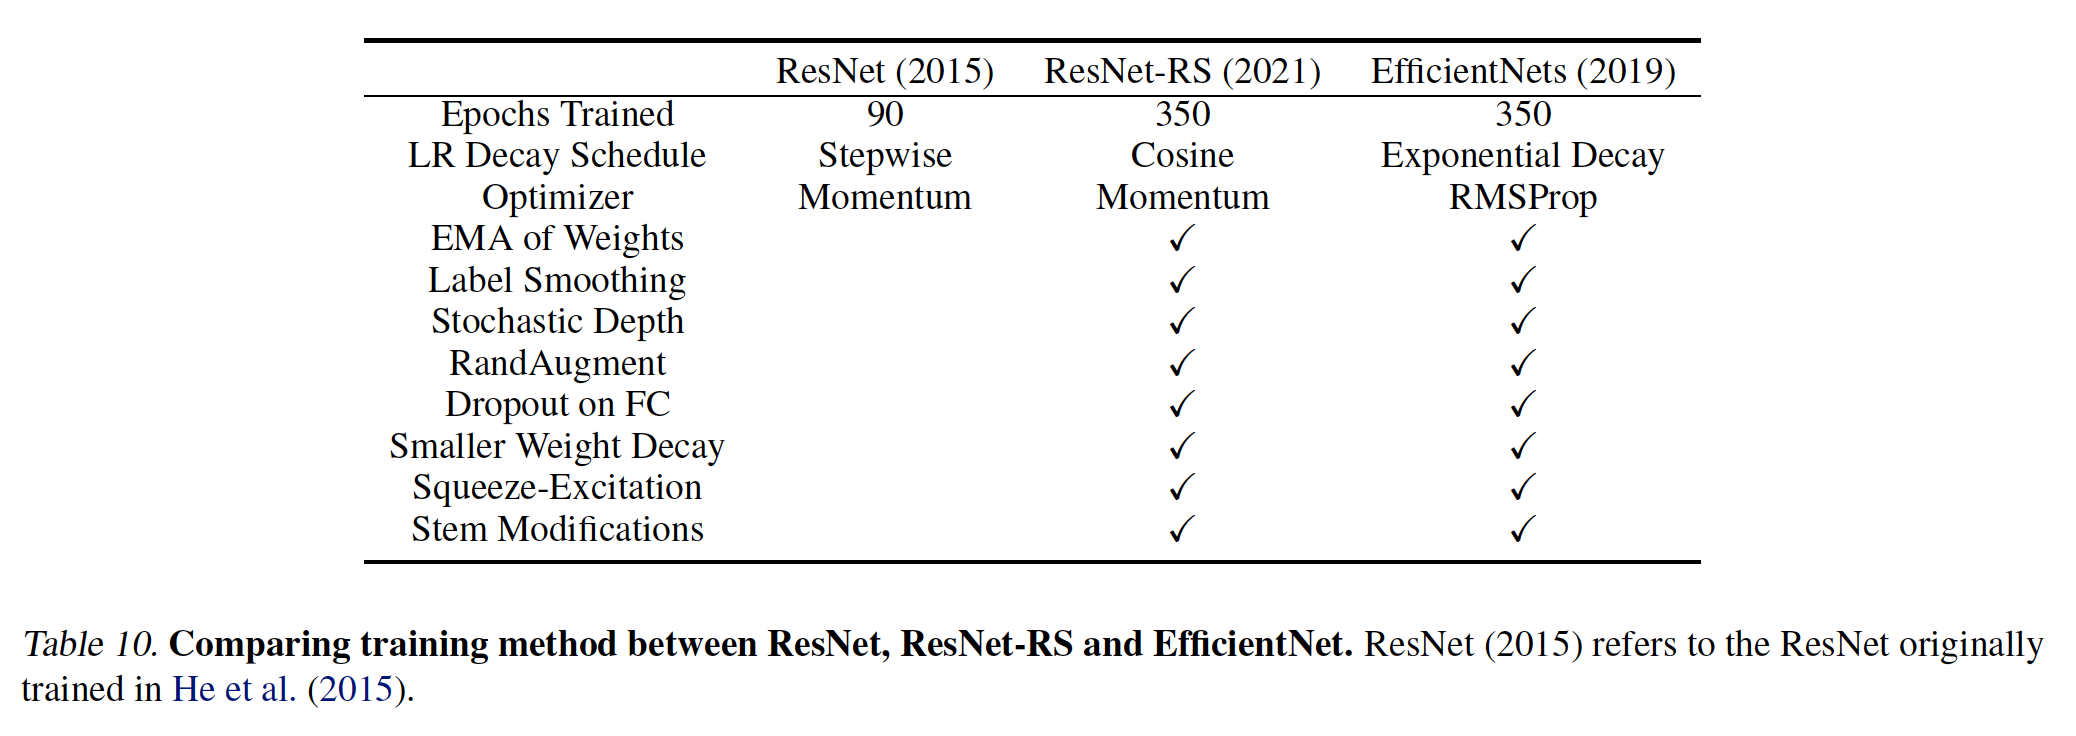 ResNet (2015) ResNet-RS (2021) EfficientNets (2019)
Epochs Trained 90 350 350
LR Decay Schedule Stepwise Cosine Exponential Decay
Optimizer Momentum Momentum RMSProp
EMA of Weights ✓ ✓
Label Smoothing ✓ ✓
Stochastic Depth ✓ ✓
RandAugment ✓ ✓
Dropout on FC ✓ ✓
Smaller Weight Decay ✓ ✓
Squeeze-Excitation ✓ ✓
Stem Modifications ✓ ✓
Table 10. Comparing training method between ResNet, ResNet-RS and EfficientNet. ResNet (2015) refers to the ResNet originally
trained in He et al. (2015).